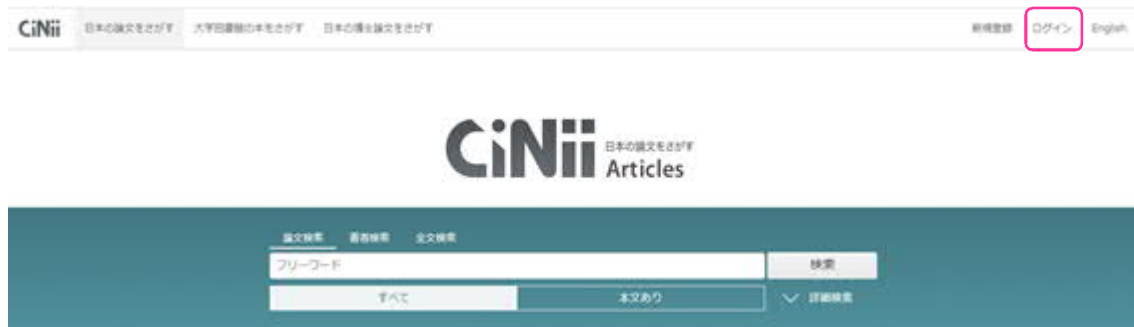 CiNii 日本の論文をさがす 大学図書館の本をさがす 日本の博士論文をさがす 新規登録 ログイン English
CiNii 日本の論文をさがす
Articles
論文検索 著者検索 全文検索
フリーワード 検索
すべて 本文あり 詳細検索